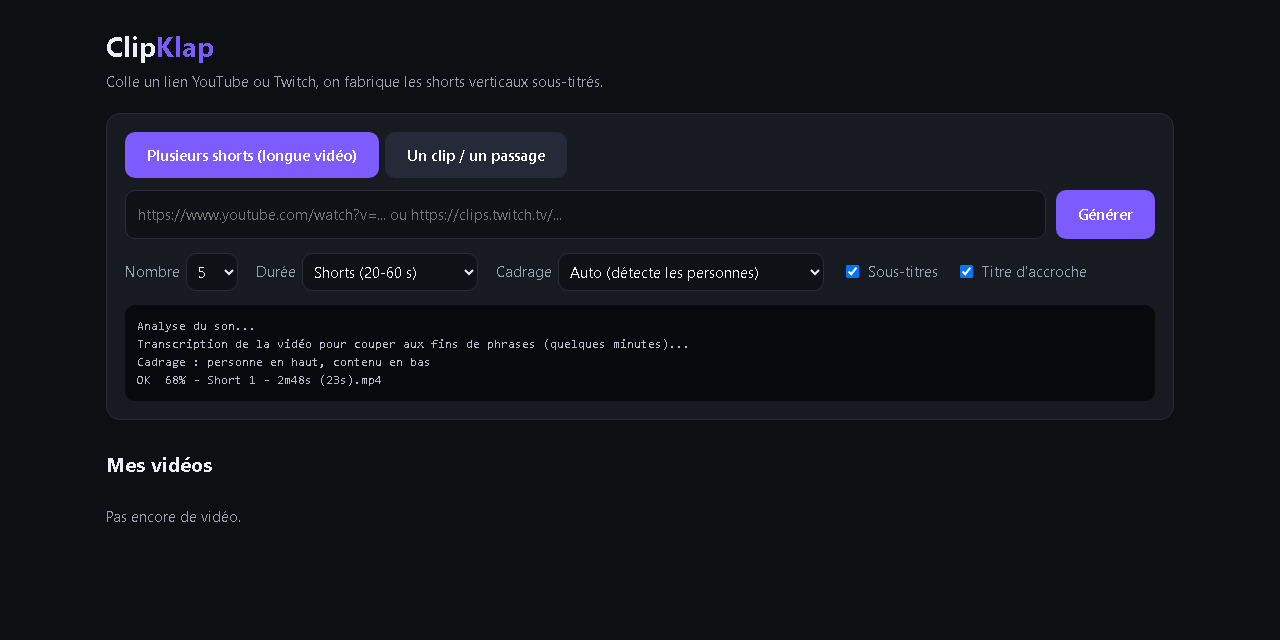 ClipKlap
Colle un lien YouTube ou Twitch, on fabrique les shorts verticaux sous-titrés.
Plusieurs shorts (longue vidéo) Un clip / un passage
https://www.youtube.com/watch?v=... ou https://clips.twitch.tv/... Générer
Nombre 5 Durée Shorts (20-60 s) Cadrage Auto (détecte les personnes) Sous-titres Titre d'accroche
Analyse du son...
Transcription de la vidéo pour couper aux fins de phrases (quelques minutes)...
Cadrage : personne en haut, contenu en bas
OK  68% - Short 1 - 2m48s (23s).mp4
Mes vidéos
Pas encore de vidéo.